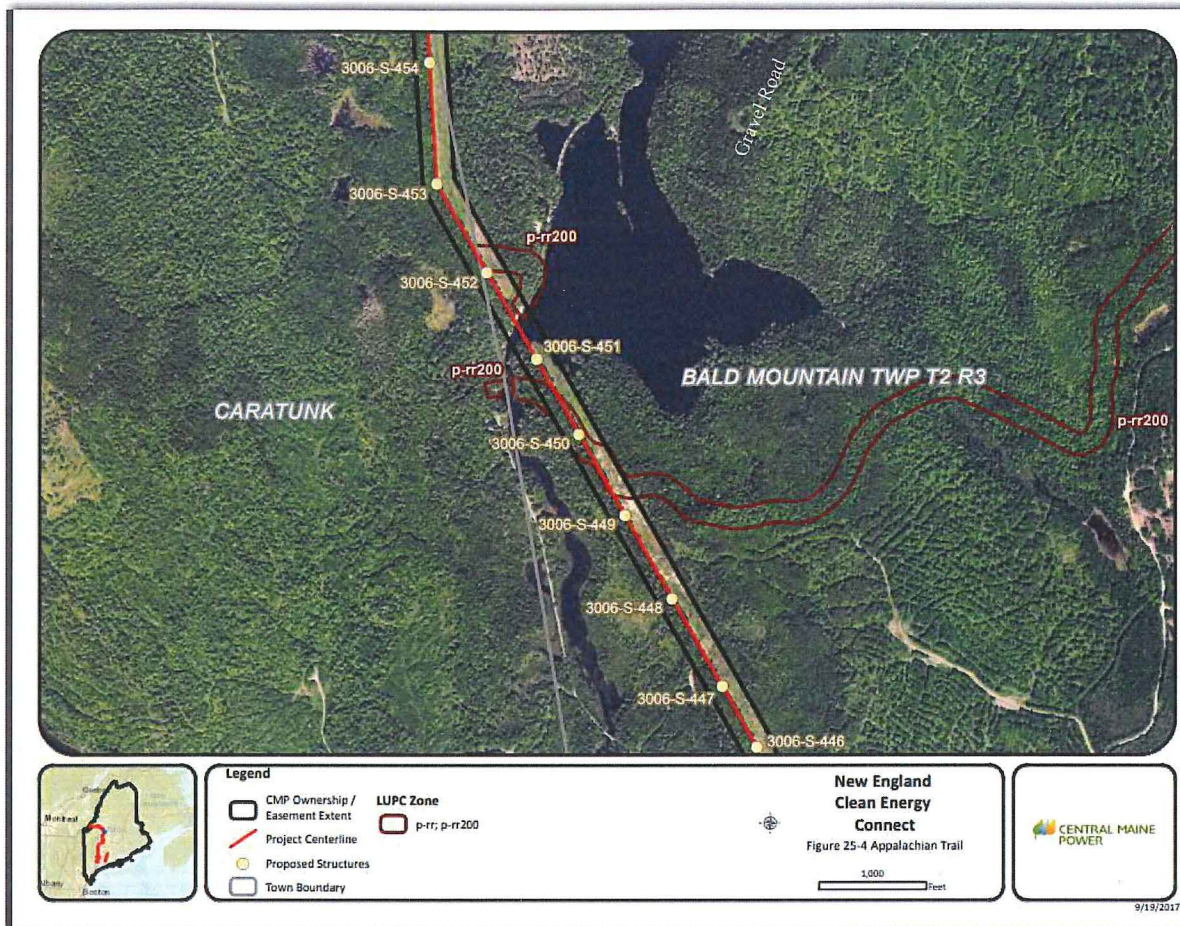 3006-S-454
Gravel Road
3006-S-453
p-rr200
3006-S-452
3006-S-451
p-rr200
BALD MOUNTAIN TWP T2 R3
CARATUNK
p-rr200
3006-S-450
3006-S-449
3006-S-448
3006-S-447
3006-S-446
Montreal
Boston
Legend
CMP Ownership /
Easement Extent
Project Centerline
Proposed Structures
Town Boundary
LUPC Zone
p-rr; p-rr200
New England
Clean Energy
Connect
Figure 25-4 Appalachian Trail
1,000
Feet
CENTRAL MAINE
POWER
9/19/2017